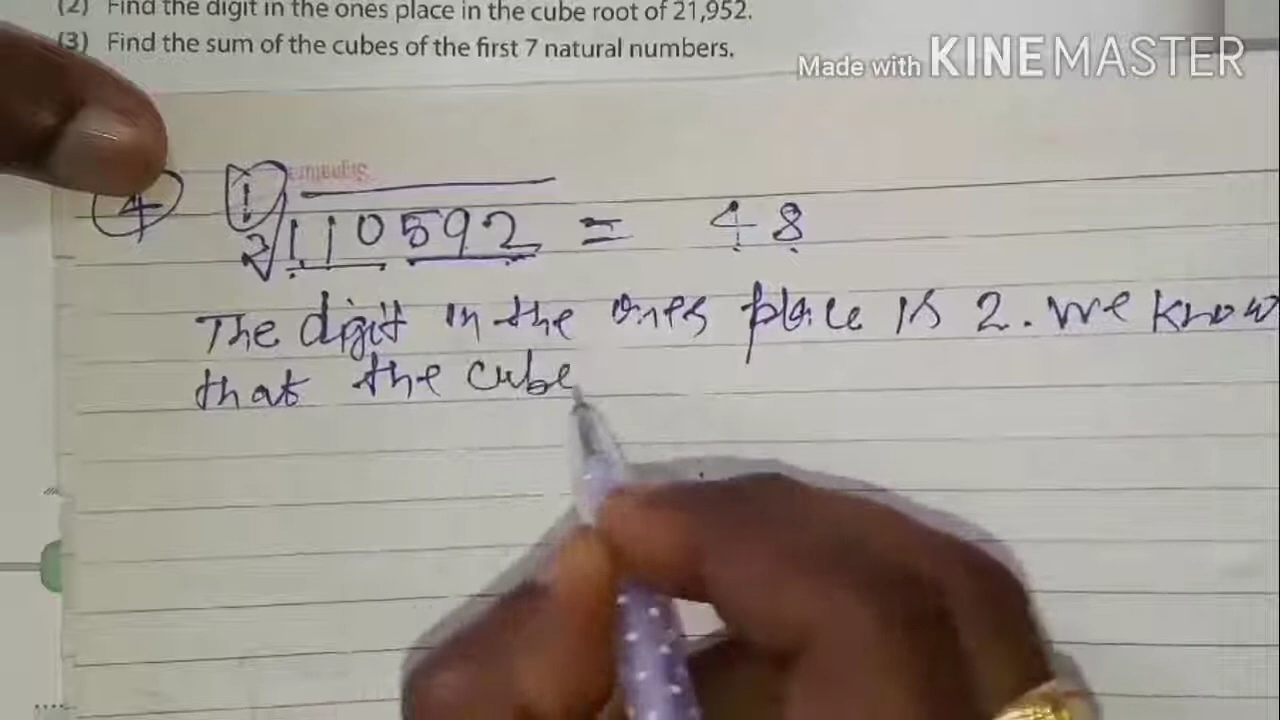 (2) Find the digit in the ones place in the cube root of 21,952.
(3) Find the sum of the cubes of the first 7 natural numbers.
Made with KINEMASTER
4 1 ∛110592 = 48
The digit in the ones place is 2. We know
that the cube